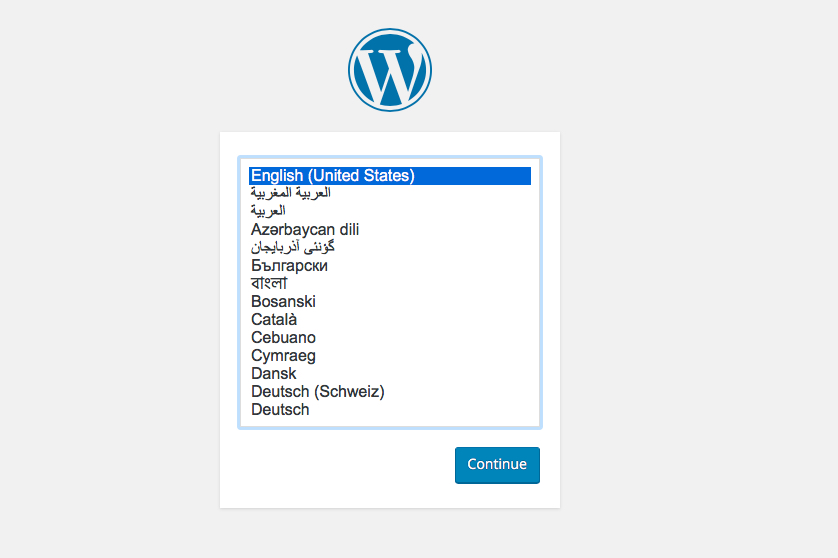 English (United States)
العربية المغربية
العربية
Azərbaycan dili
گؤنئی آذربایجان
Български
বাংলা
Bosanski
Català
Cebuano
Cymraeg
Dansk
Deutsch (Schweiz)
Deutsch
Continue